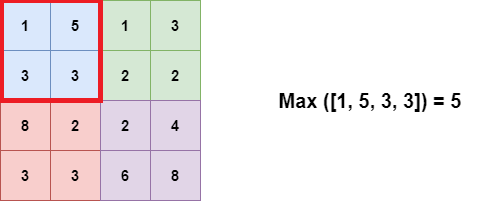 1 5 1 3
3 3 2 2
Max ([1, 5, 3, 3]) = 5
8 2 2 4
3 3 6 8